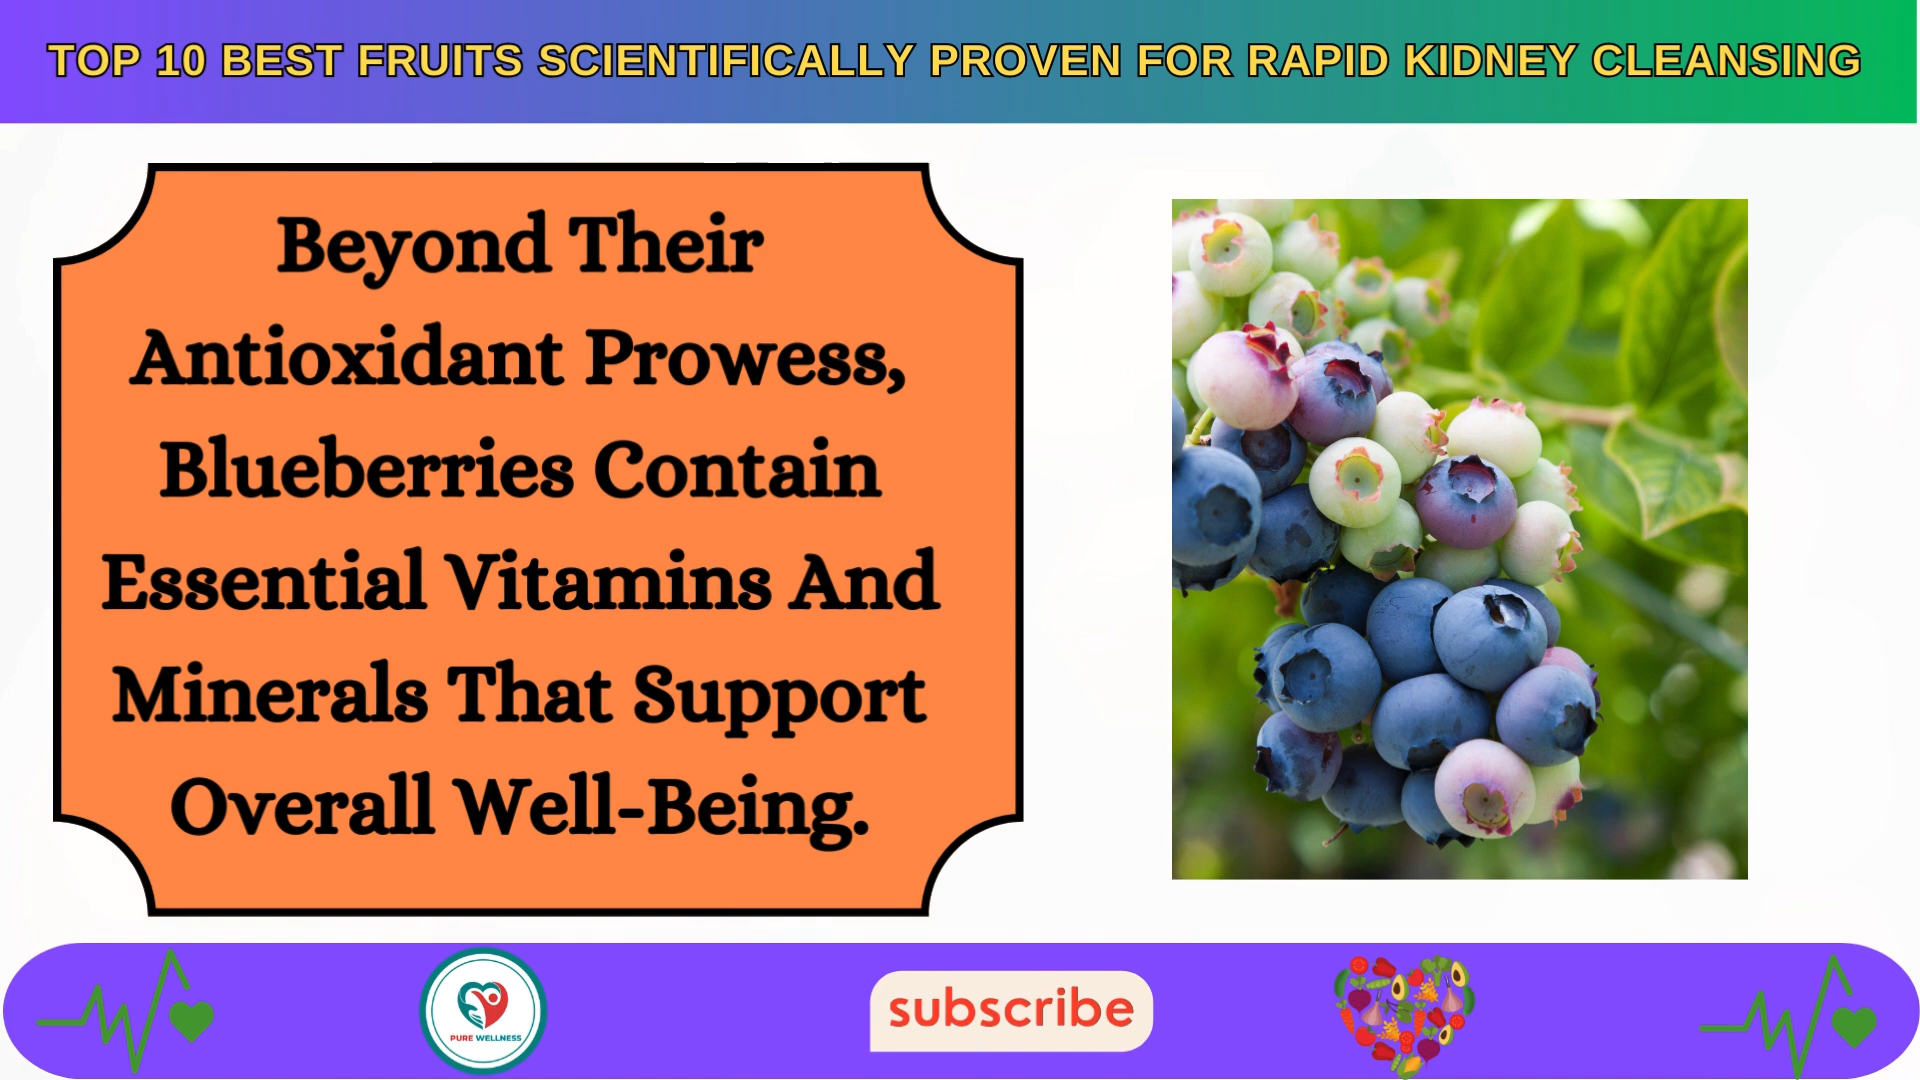 TOP 10 BEST FRUITS SCIENTIFICALLY PROVEN FOR RAPID KIDNEY CLEANSING
Beyond Their
Antioxidant Prowess,
Blueberries Contain
Essential Vitamins And
Minerals That Support
Overall Well-Being.
PURE WELLNESS
subscribe